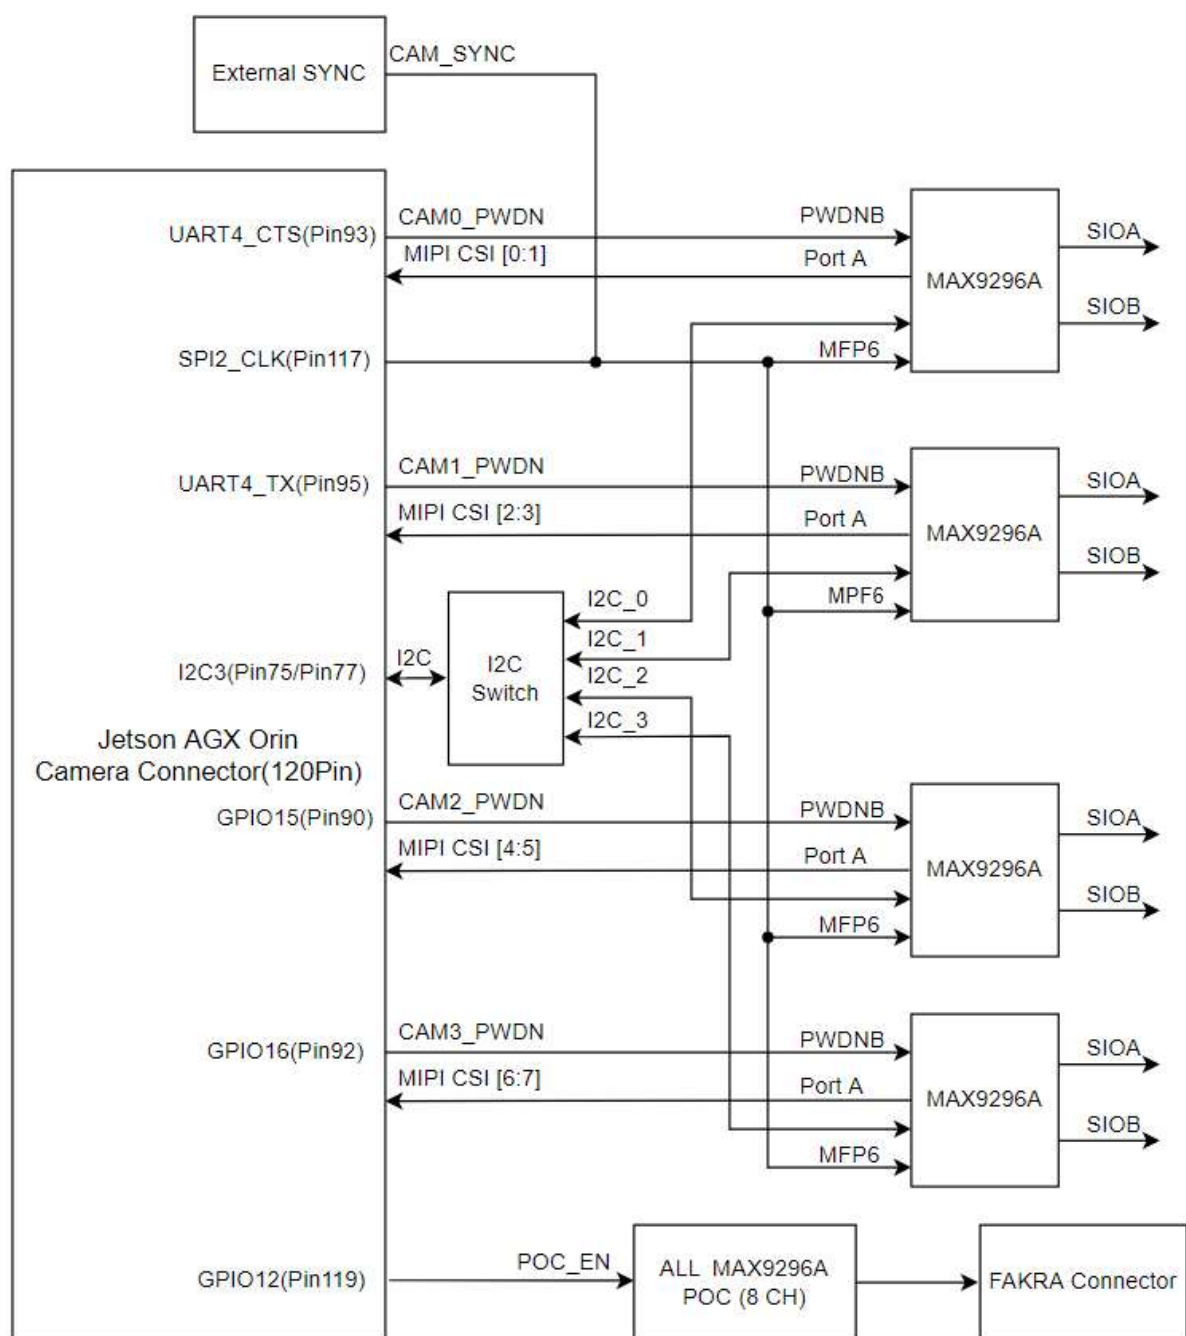 CAM_SYNC
External SYNC
CAM0_PWDN
PWDNB
UART4_CTS(Pin93)
MIPI CSI [0:1]
Port A
SIOA
MAX9296A
SIOB
SPI2_CLK(Pin117)
MFP6
CAM1_PWDN
PWDNB
UART4_TX(Pin95)
MIPI CSI [2:3]
Port A
SIOA
MAX9296A
SIOB
I2C_0
MPF6
I2C_1
I2C3(Pin75/Pin77)
I2C
I2C
Switch
I2C_2
I2C_3
Jetson AGX Orin
Camera Connector(120Pin)
CAM2_PWDN
PWDNB
GPIO15(Pin90)
MIPI CSI [4:5]
Port A
SIOA
MAX9296A
SIOB
MFP6
CAM3_PWDN
PWDNB
GPIO16(Pin92)
MIPI CSI [6:7]
Port A
SIOA
MAX9296A
SIOB
MFP6
GPIO12(Pin119)
POC_EN
ALL MAX9296A
POC (8 CH)
FAKRA Connector